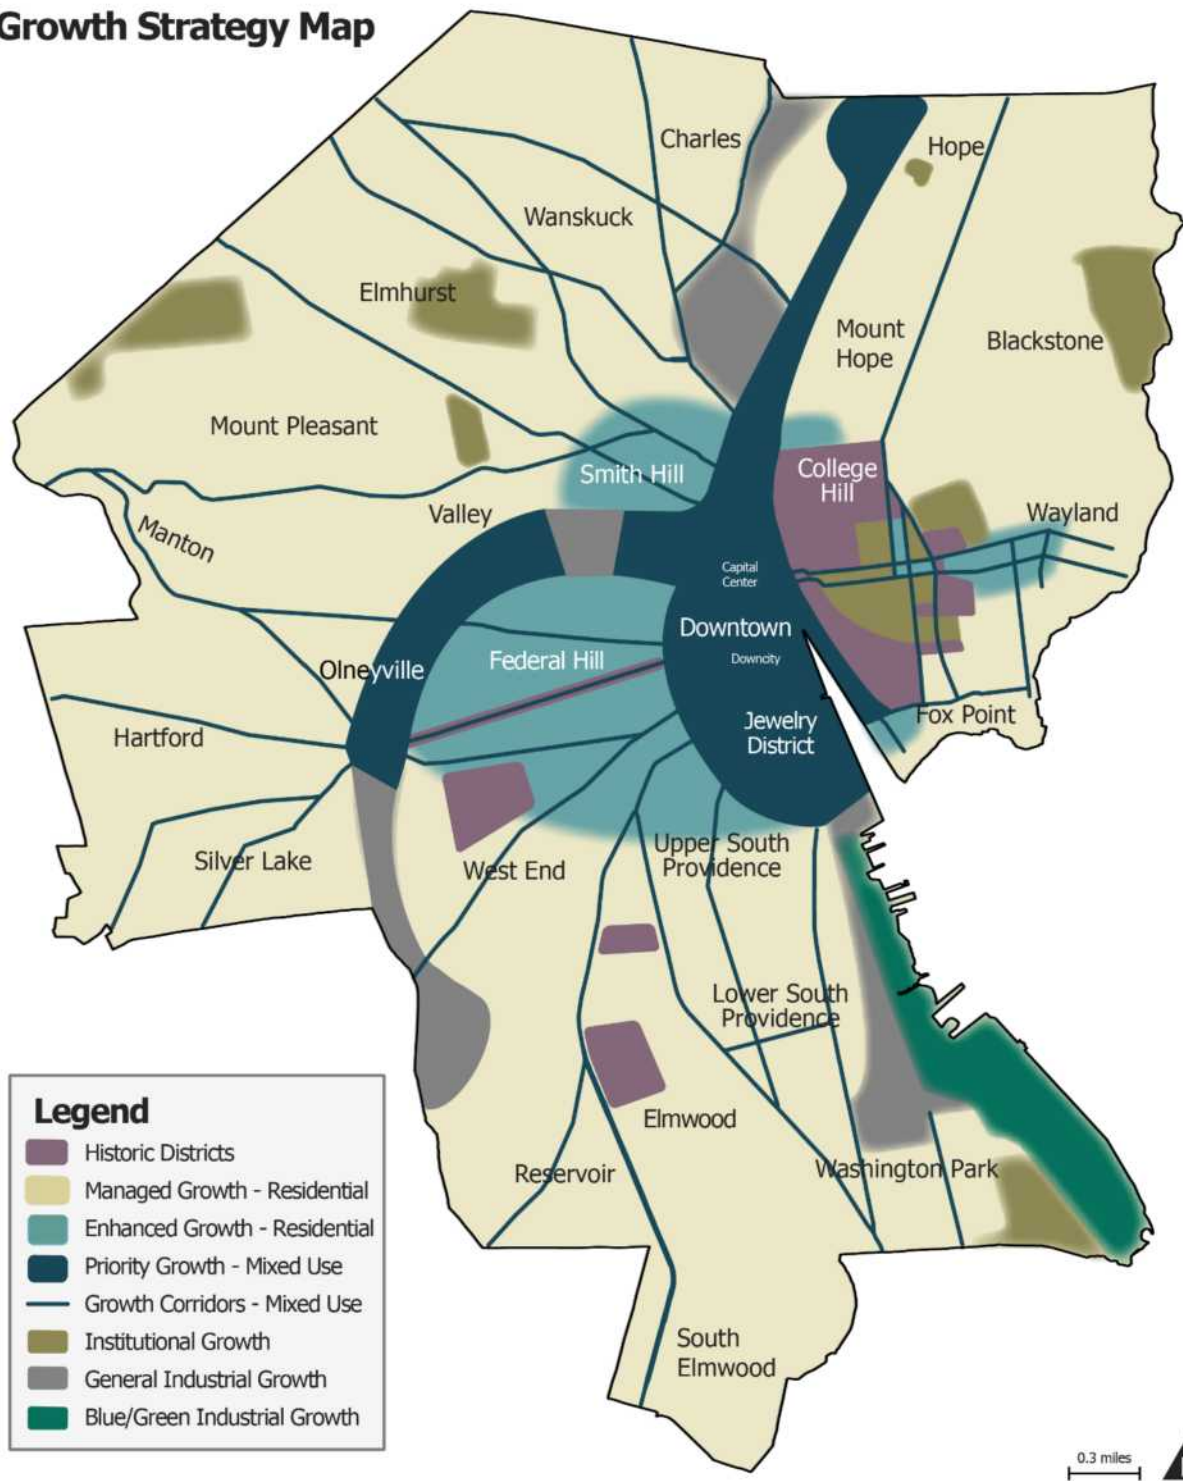 Growth Strategy Map
Charles
Hope
Wanskuck
Elmhurst
Mount
Hope
Blackstone
Mount Pleasant
Smith Hill
College
Hill
Valley
Wayland
Manton
Capital
Center
Downtown
Downcity
Federal Hill
Olneyville
Jewelry
District
Fox Point
Hartford
Silver Lake
West End
Upper South
Providence
Lower South
Providence
Elmwood
Reservoir
Washington Park
South
Elmwood
Legend
Historic Districts
Managed Growth - Residential
Enhanced Growth - Residential
Priority Growth - Mixed Use
Growth Corridors - Mixed Use
Institutional Growth
General Industrial Growth
Blue/Green Industrial Growth
0.3 miles